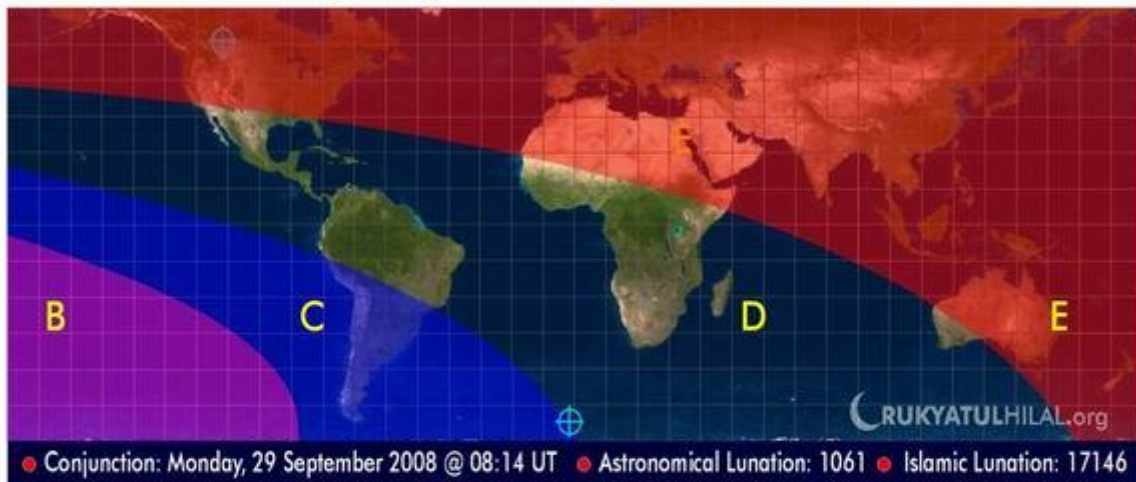 E
B
C
D
E
RUKYATULHILAL.org
Conjunction: Monday, 29 September 2008 @ 08:14 UT
Astronomical Lunation: 1061
Islamic Lunation: 17146